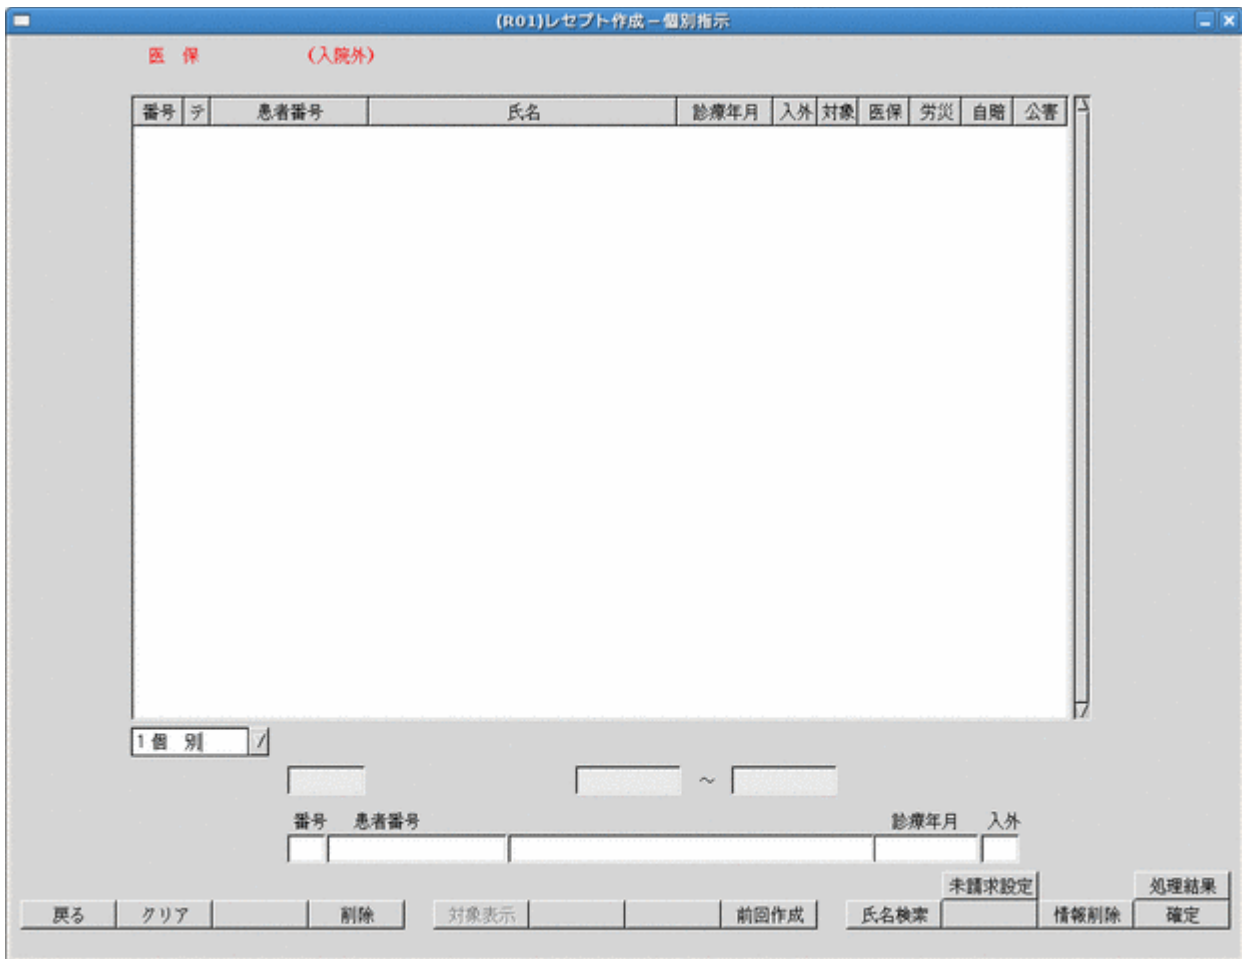 (R01)レセプト作成－個別指示
医 保 (入院外)
番号 テ 患者番号 氏名 診療年月 入外 対象 医保 労災 自賠 公害
1 個 別
～
番号 患者番号 診療年月 入外
未請求設定 処理結果
戻る クリア 削除 対象表示 前回作成 氏名検索 情報削除 確定